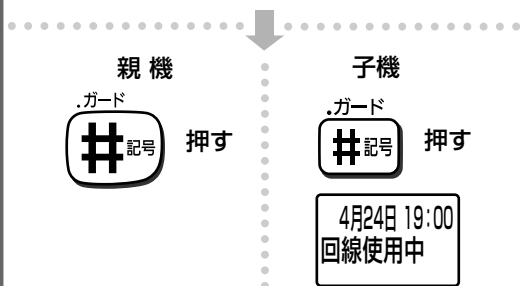 親機
.ガード
# 記号 押す
子機
.ガード
# 記号 押す
4月24日 19:00
回線使用中